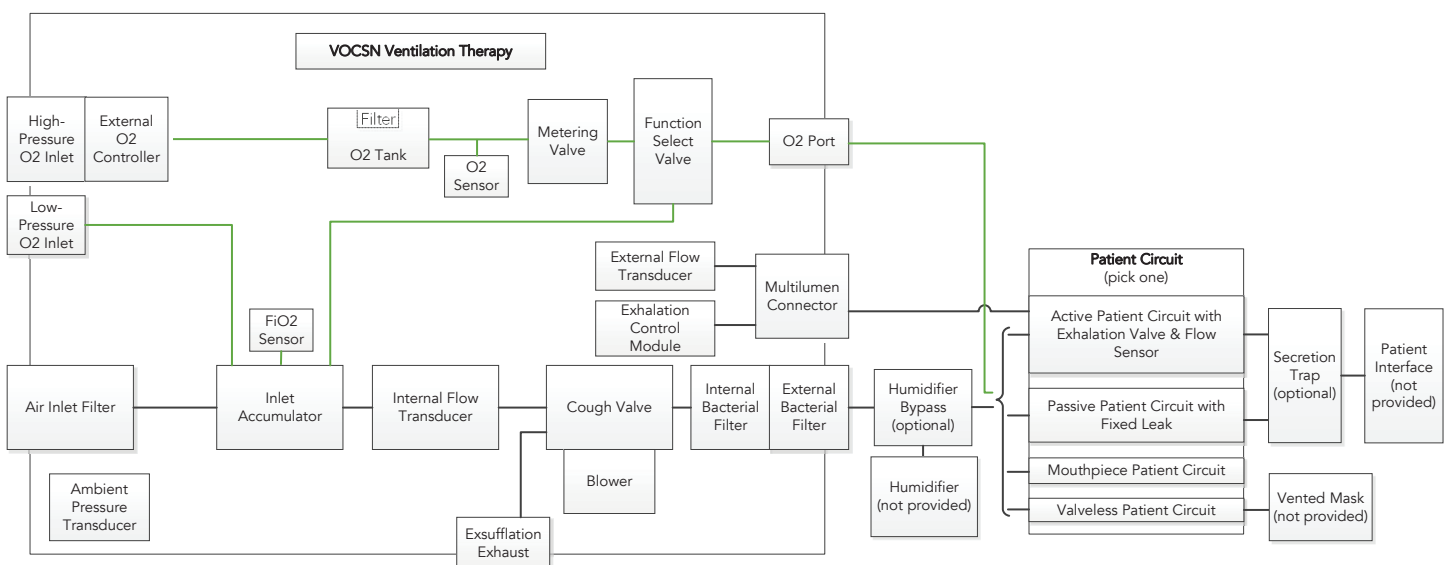 VOCSN Ventilation Therapy
High-
Pressure
O2 Inlet
External
O2
Controller
Filter
O2 Tank
O2
Sensor
Metering
Valve
Function
Select
Valve
O2 Port
Low-
Pressure
O2 Inlet
External Flow
Transducer
Exhalation
Control
Module
Multilumen
Connector
Patient Circuit
(pick one)
Active Patient Circuit with
Exhalation Valve & Flow
Sensor
Passive Patient Circuit with
Fixed Leak
Mouthpiece Patient Circuit
Valveless Patient Circuit
Secretion
Trap
(optional)
Patient
Interface
(not
provided)
Vented Mask
(not provided)
FiO2
Sensor
Air Inlet Filter
Inlet
Accumulator
Internal Flow
Transducer
Cough Valve
Blower
Internal
Bacterial
Filter
External
Bacterial
Filter
Humidifier
Bypass
(optional)
Humidifier
(not provided)
Ambient
Pressure
Transducer
Exsufflation
Exhaust